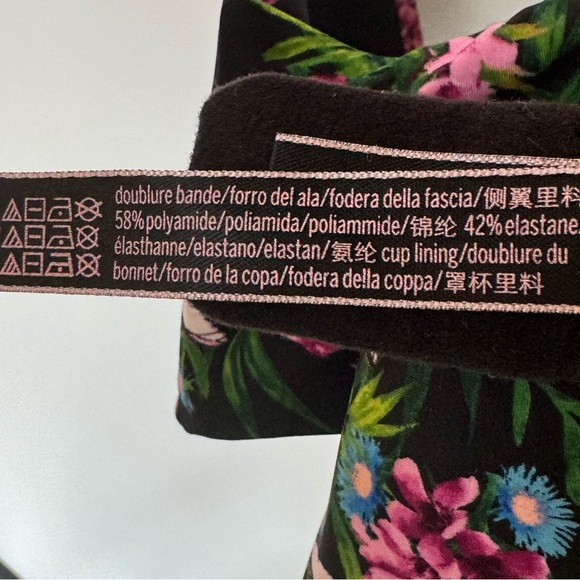 doublure bande/forro del ala/fodera della fascia/侧翼里料
58% polyamide/poliamida/poliammide/锦纶 42% elastane/
élasthanne/elastano/elastan/氨纶 cup lining/doublure du
bonnet/forro de la copa/fodera della coppa/罩杯里料